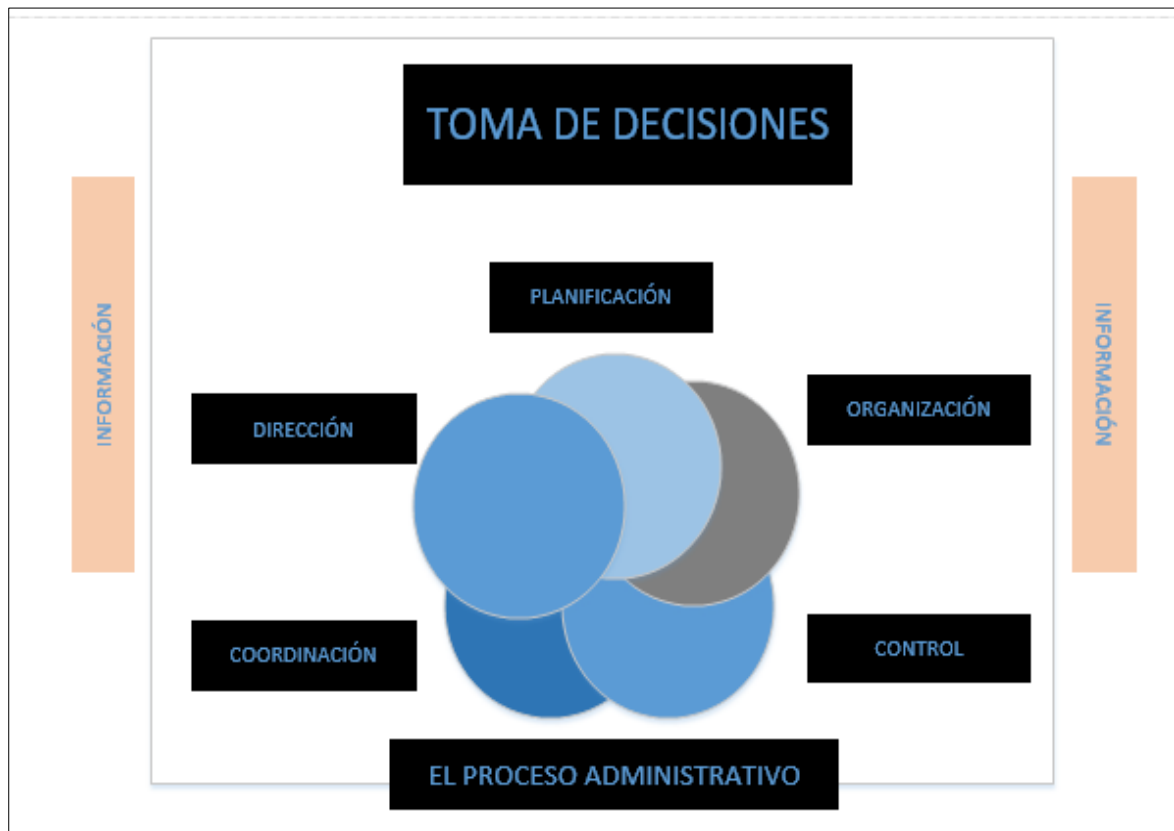 TOMA DE DECISIONES
PLANIFICACIÓN
INFORMACIÓN
INFORMACIÓN
DIRECCIÓN
ORGANIZACIÓN
COORDINACIÓN
CONTROL
EL PROCESO ADMINISTRATIVO